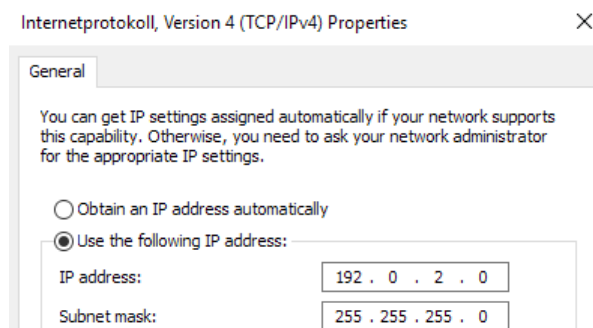 Internetprotokoll, Version 4 (TCP/IPv4) Properties
General
You can get IP settings assigned automatically if your network supports
this capability. Otherwise, you need to ask your network administrator
for the appropriate IP settings.
Obtain an IP address automatically
Use the following IP address:
IP address: 192 . 0 . 2 . 0
Subnet mask: 255 . 255 . 255 . 0